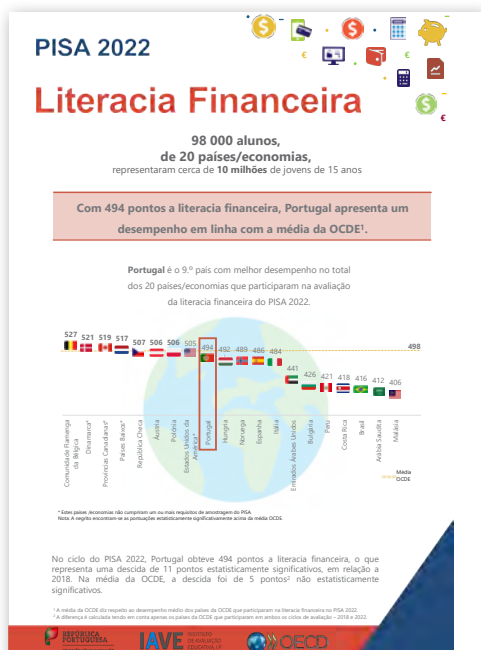 PISA 2022
Literacia Financeira
98 000 alunos,
de 20 países/economias,
representaram cerca de 10 milhões de jovens de 15 anos
Com 494 pontos a literacia financeira, Portugal apresenta um
desempenho em linha com a média da OCDE¹.
Portugal é o 9.º país com melhor desempenho no total
dos 20 países/economias que participaram na avaliação
da literacia financeira do PISA 2022.
527 521 519 517 507 506 506 505 494 492 489 486 484 441 426 421 418 416 412 406
498
Comunidade Flamenga da Bélgica
Dinamarca*
Províncias Canadianas*
Países Baixos*
República Checa
Áustria
Polónia
Estados Unidos da América*
Portugal
Hungria
Noruega
Espanha
Itália
Emirados Árabes Unidos
Bulgária
Peru
Costa Rica
Brasil
Arábia Saudita
Malásia
Média
OCDE
* Estes países /economias não cumpriram um ou mais requisitos de amostragem do PISA.
Nota: A negrito encontram-se as pontuações estatisticamente significativamente acima da média OCDE.
No ciclo do PISA 2022, Portugal obteve 494 pontos a literacia financeira, o que
representa uma descida de 11 pontos estatisticamente significativos, em relação a
2018. Na média da OCDE, a descida foi de 5 pontos² não estatisticamente
significativos.
¹ A média da OCDE diz respeito ao desempenho médio dos países da OCDE que participaram na literacia financeira no PISA 2022.
² A diferença é calculada tendo em conta apenas os países da OCDE que participaram em ambos os ciclos de avaliação – 2018 e 2022.
REPÚBLICA
PORTUGUESA
IAVE
INSTITUTO
DE AVALIAÇÃO
EDUCATIVA, I.P.
OECD